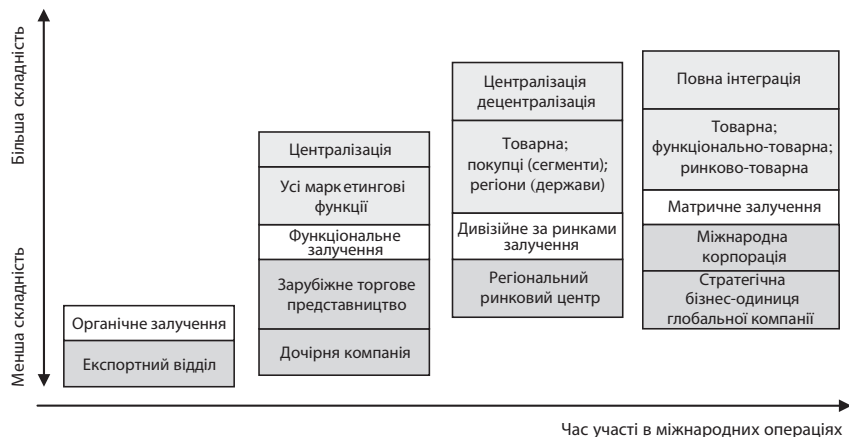 Більша складність
Менша складність
Органічне залучення
Експортний відділ
Централізація
Усі маркетингові
функції
Функціональне
залучення
Зарубіжне торгове
представництво
Дочірня компанія
Централізація
децентралізація
Товарна;
покупці (сегменти);
регіони (держави)
Дивізійне за ринками
залучення
Регіональний
ринковий центр
Повна інтеграція
Товарна;
функціонально-товарна;
ринково-товарна
Матричне залучення
Міжнародна
корпорація
Стратегічна
бізнес-одиниця
глобальної компанії
Час участі в міжнародних операціях